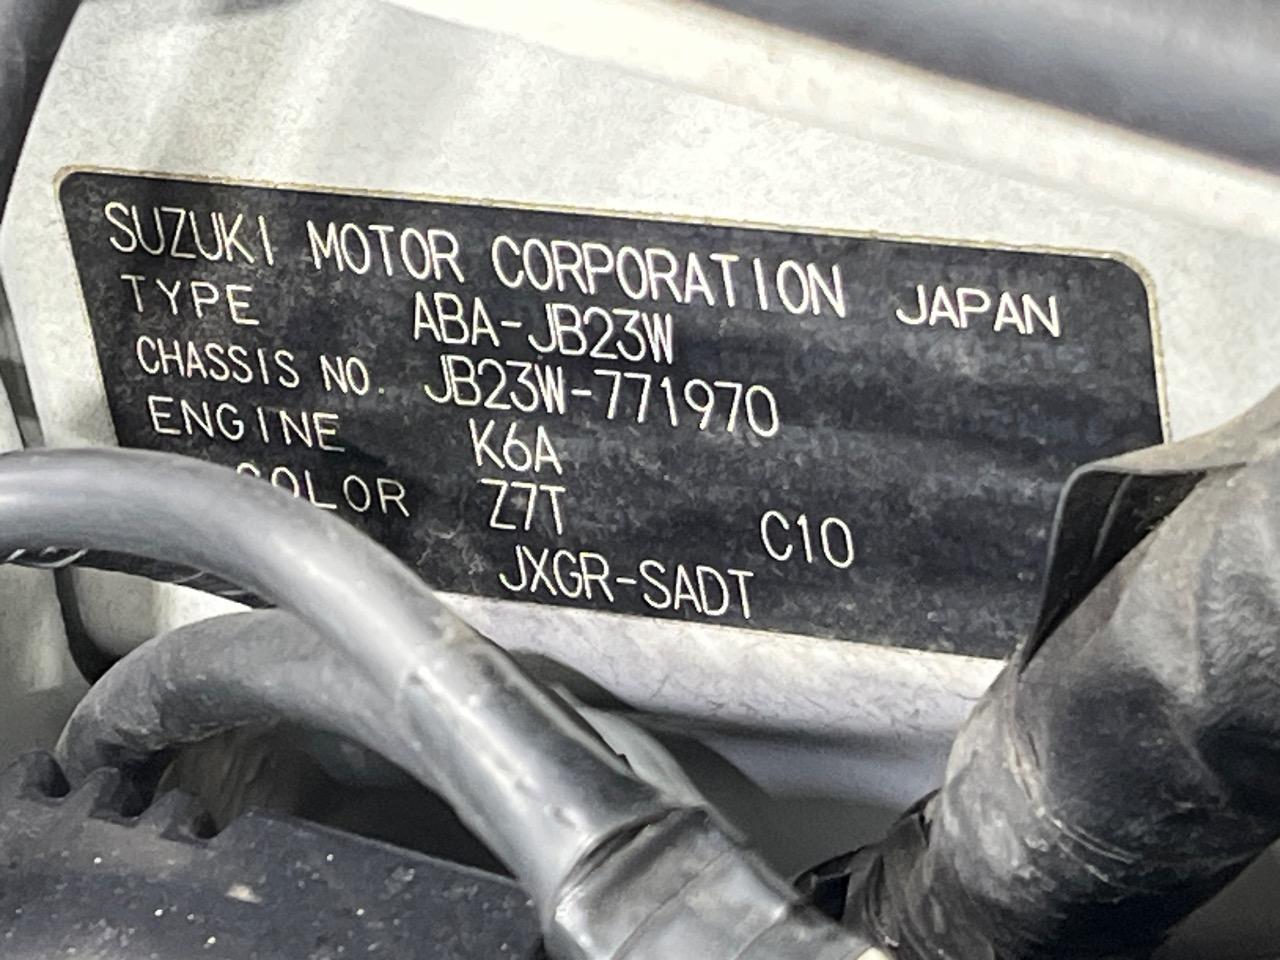 SUZUKI MOTOR CORPORATION JAPAN
TYPE ABA-JB23W
CHASSIS NO. JB23W-771970
ENGINE K6A
COLOR Z7T C10
JXGR-SADT